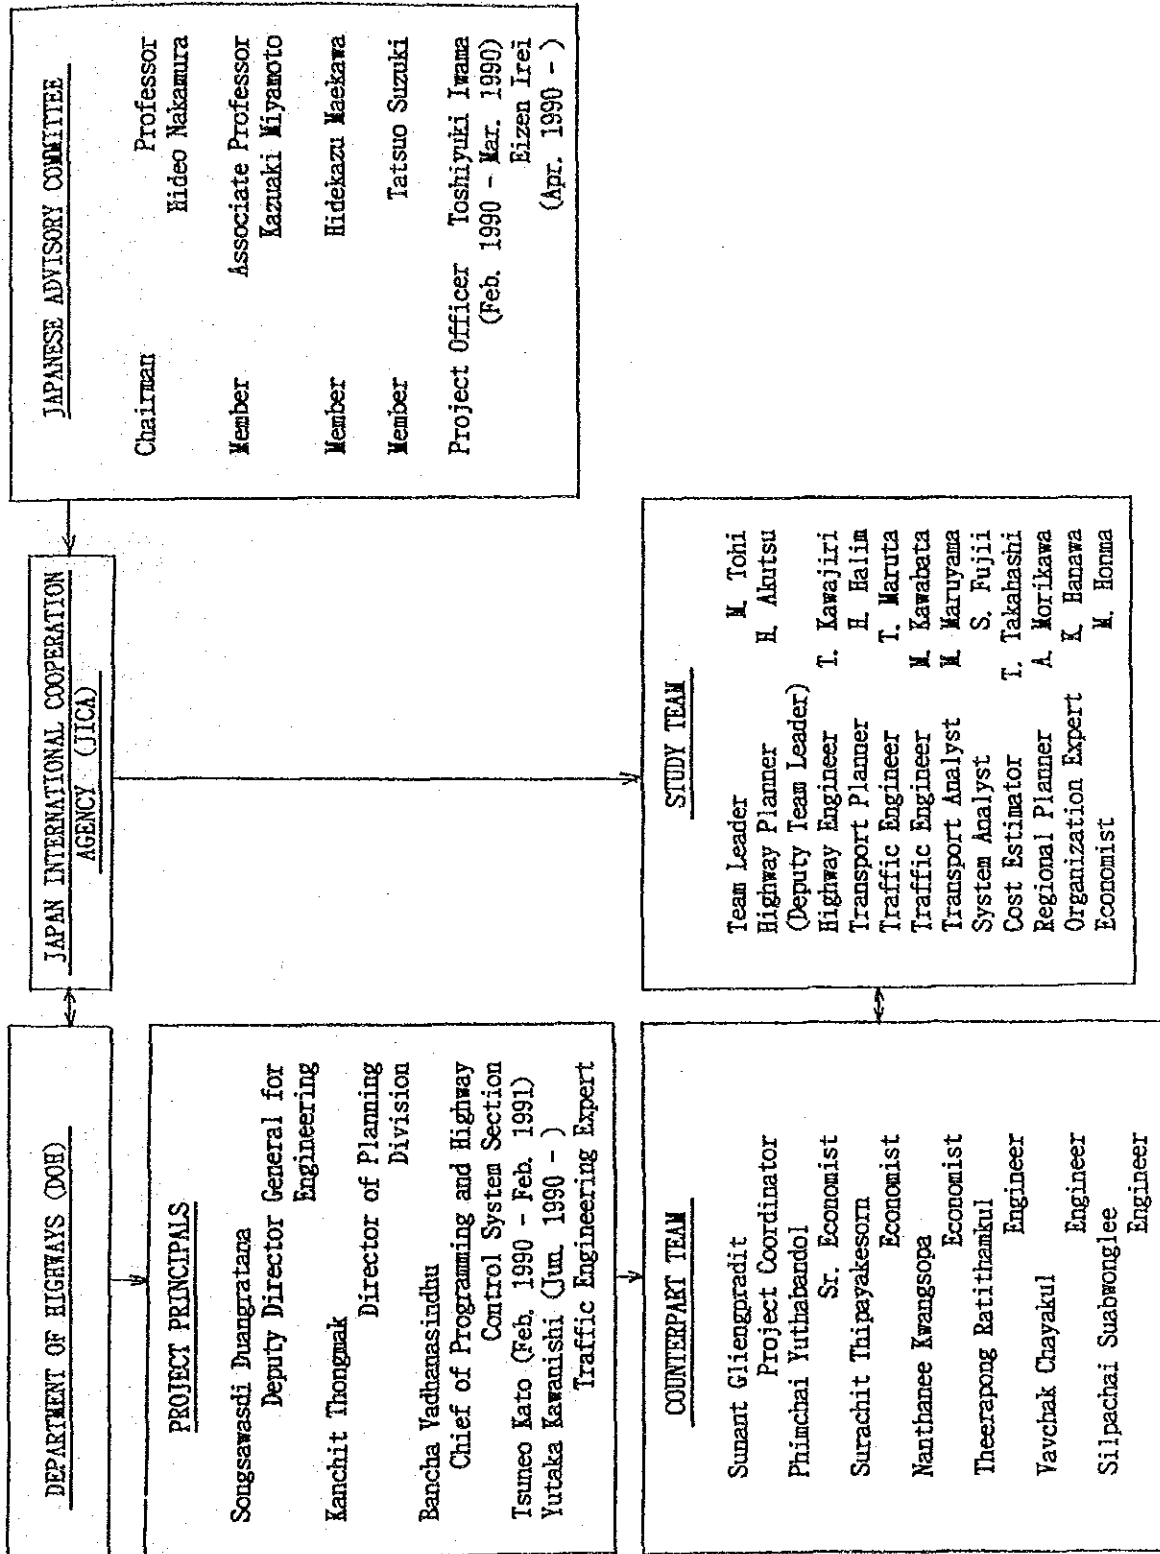 DEPARTMENT OF HIGHWAYS (DOH)
JAPAN INTERNATIONAL COOPERATION
AGENCY (JICA)
JAPANESE ADVISORY COMMITTEE
Chairman Professor
Hideo Nakamura
Member Associate Professor
Kazuaki Miyamoto
Member Hidekazu Maekawa
Member Tatsuo Suzuki
Project Officer Toshiyuki Iwama
(Feb. 1990 - Mar. 1990)
Eizen Irei
(Apr. 1990 - )
PROJECT PRINCIPALS
Songsawasdi Duangratana
Deputy Director General for
Engineering
Kanchit Thongmak
Director of Planning
Division
Bancha Vadhanasindhu
Chief of Programming and Highway
Control System Section
Tsuneo Kato (Feb. 1990 - Feb. 1991)
Yutaka Kawanishi (Jun. 1990 - )
Traffic Engineering Expert
COUNTERPART TEAM
Sunant Gliengpradit
Project Coordinator
Phimchai Yuthabandol
Sr. Economist
Surachit Thipayakesorn
Economist
Nanthanee Kwangsopa
Economist
Theerapong Ratithamkul
Engineer
Vavchak Chayakul
Engineer
Silpachai Suabwonglee
Engineer
STUDY TEAM
Team Leader M. Tohi
Highway Planner H. Akutsu
(Deputy Team Leader)
Highway Engineer T. Kawajiri
Transport Planner H. Halim
Traffic Engineer T. Maruta
Traffic Engineer M. Kawabata
Transport Analyst M. Maruyama
System Analyst S. Fujii
Cost Estimator T. Takahashi
Regional Planner A. Morikawa
Organization Expert K. Hanawa
Economist M. Honma